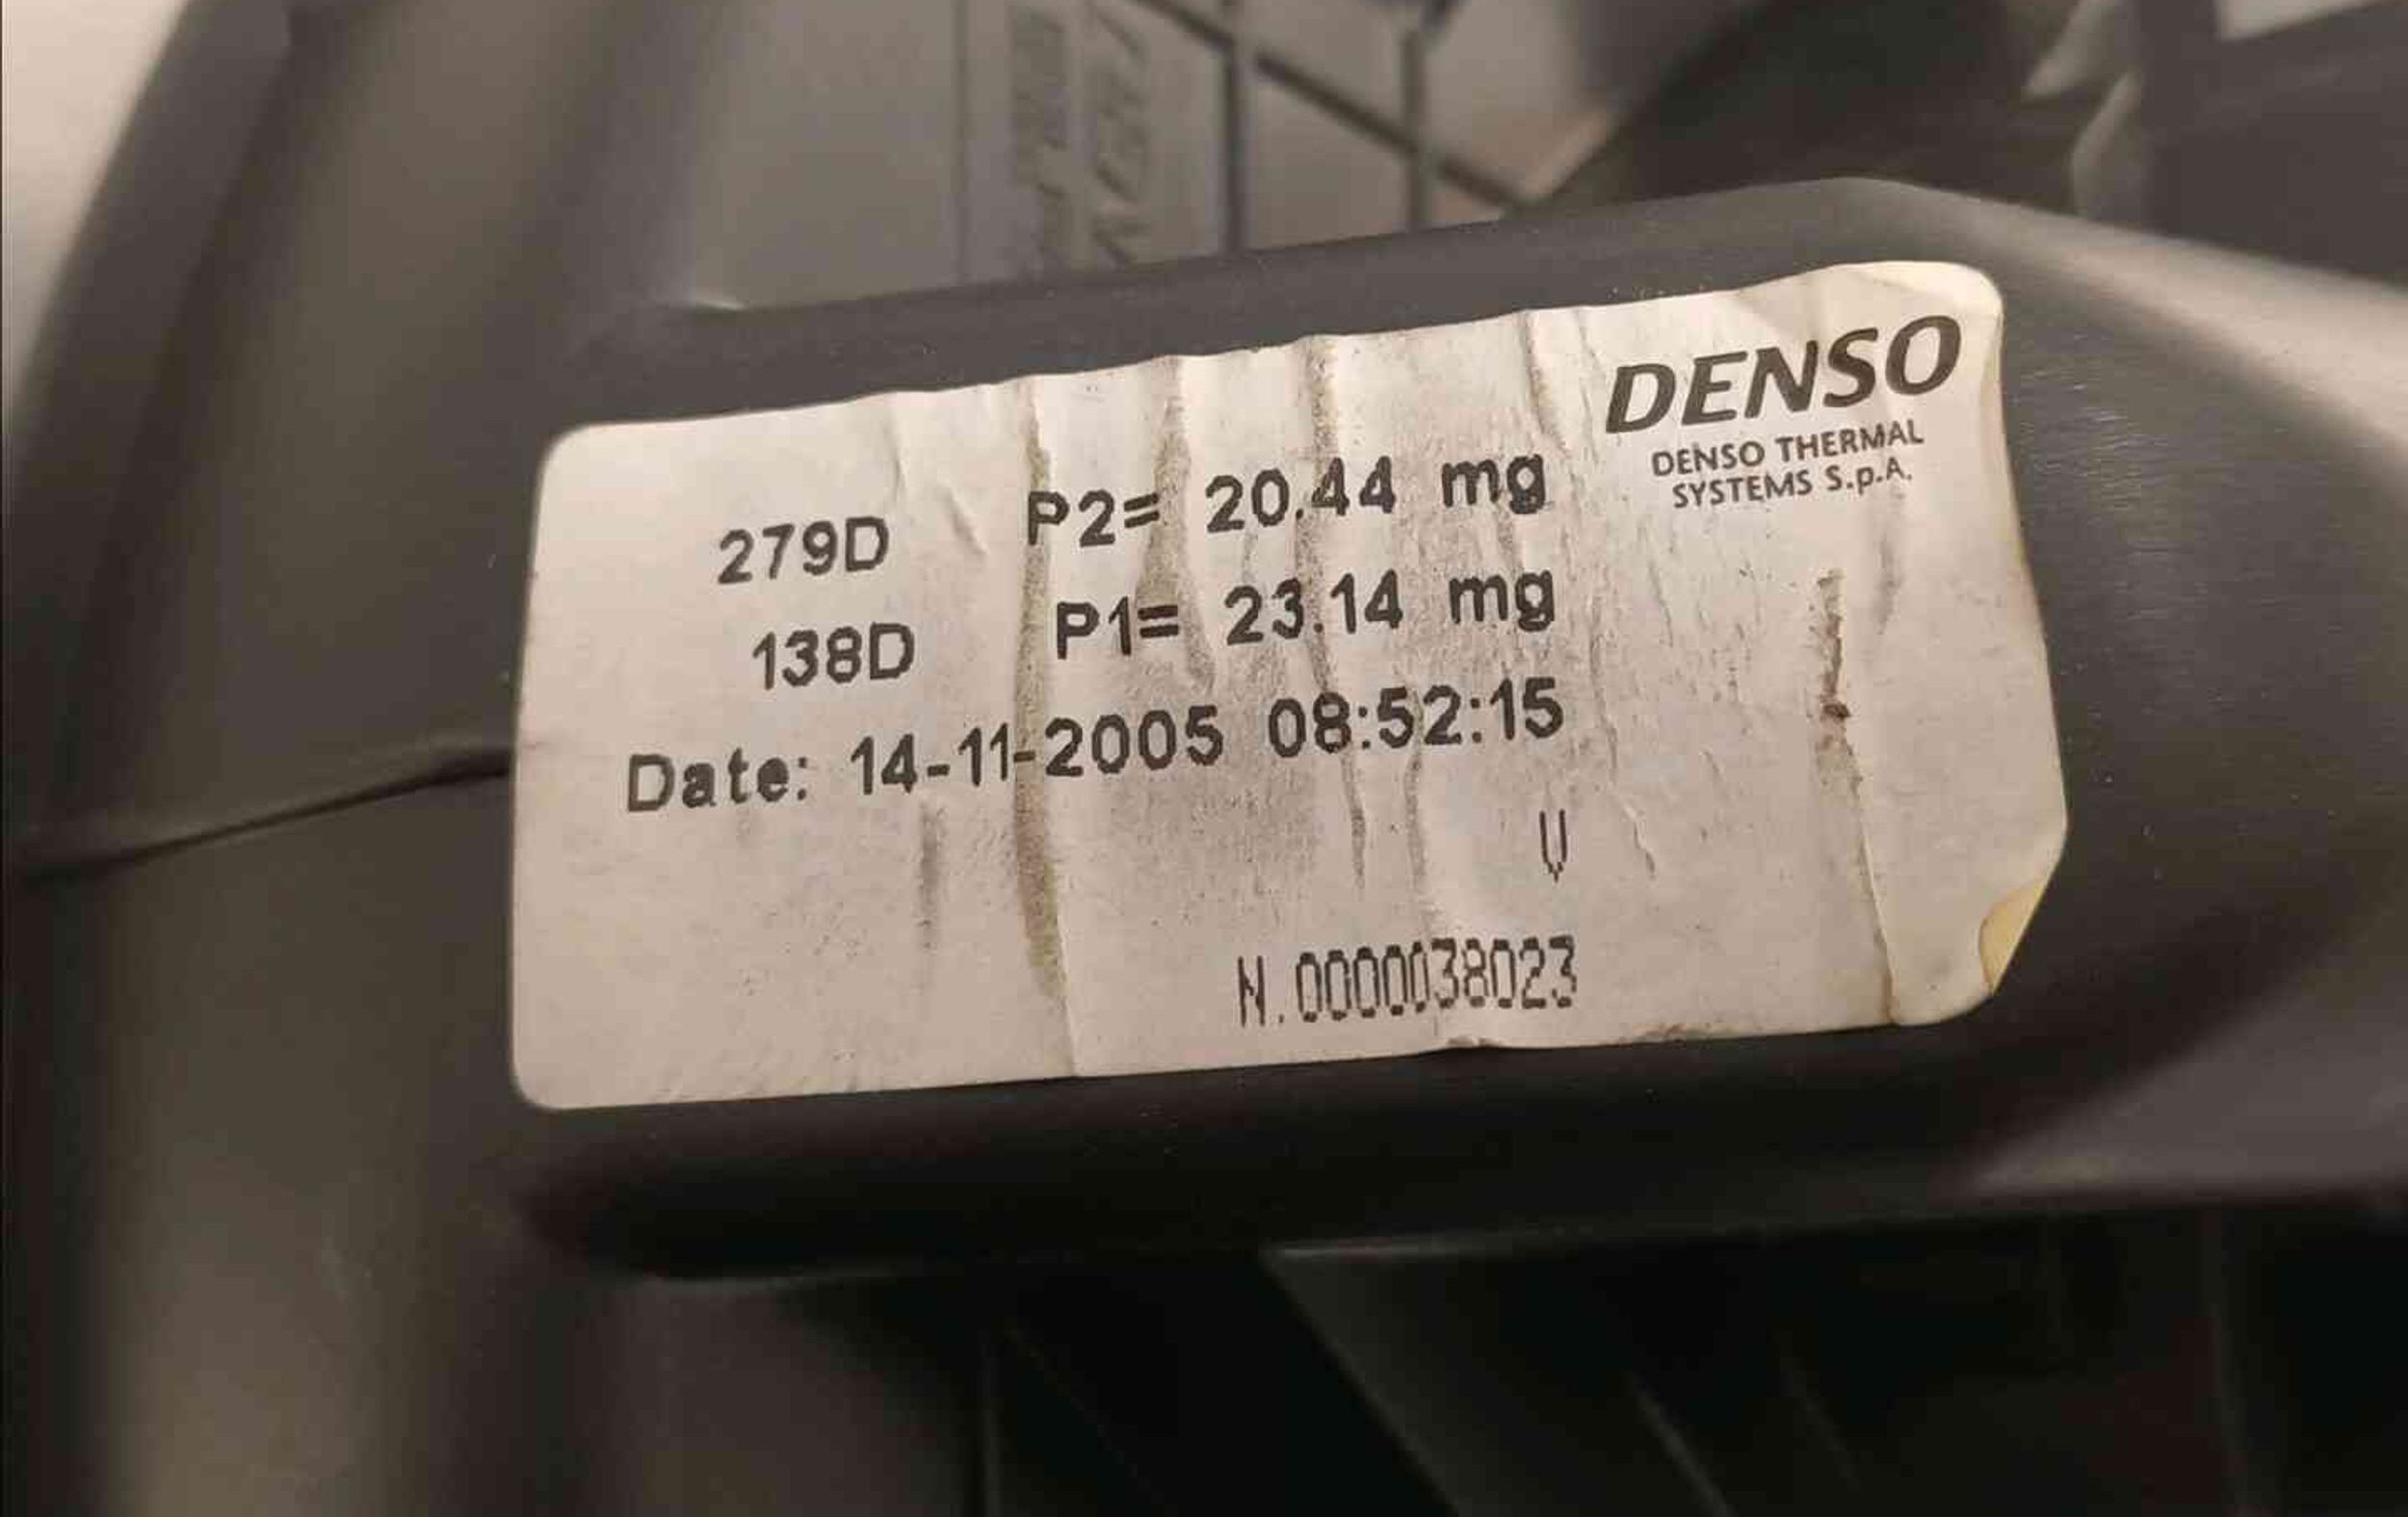 DENSO
DENSO THERMAL
SYSTEMS S.p.A.
279D P2= 20.44 mg
138D P1= 23.14 mg
Date: 14-11-2005 08:52:15
V
N.0000038023